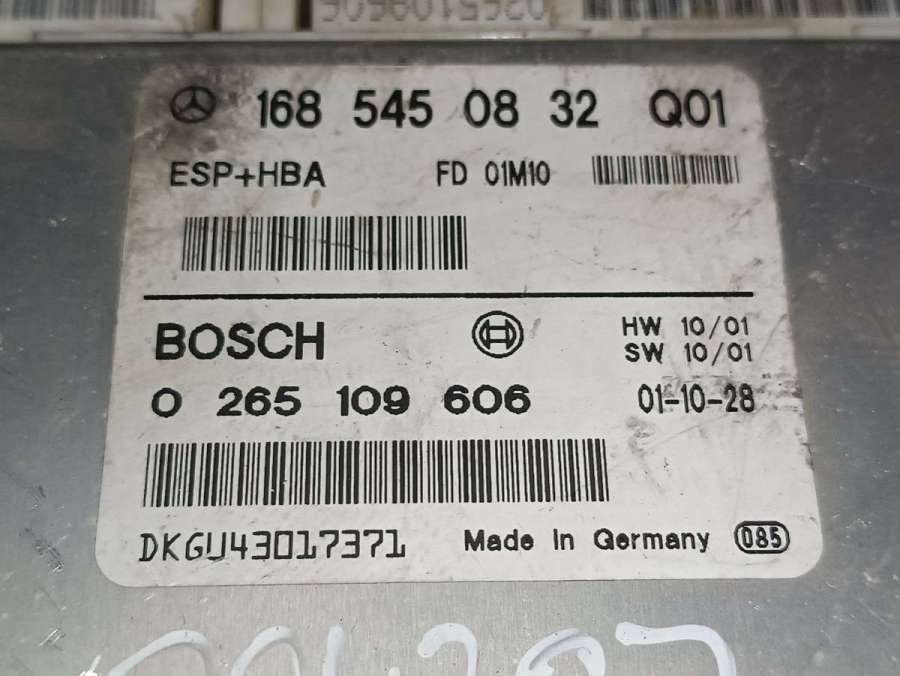 0265109606
168 545 08 32 Q01
ESP+HBA FD 01M10
BOSCH HW 10/01
SW 10/01
0 265 109 606 01-10-28
DKGU43017371 Made in Germany 085